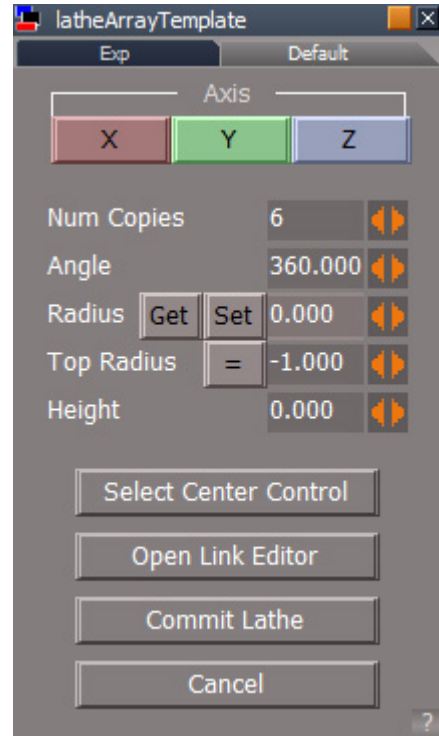 latheArrayTemplate
Exp Default
Axis
X Y Z
Num Copies 6
Angle 360.000
Radius Get Set 0.000
Top Radius = -1.000
Height 0.000
Select Center Control
Open Link Editor
Commit Lathe
Cancel
?